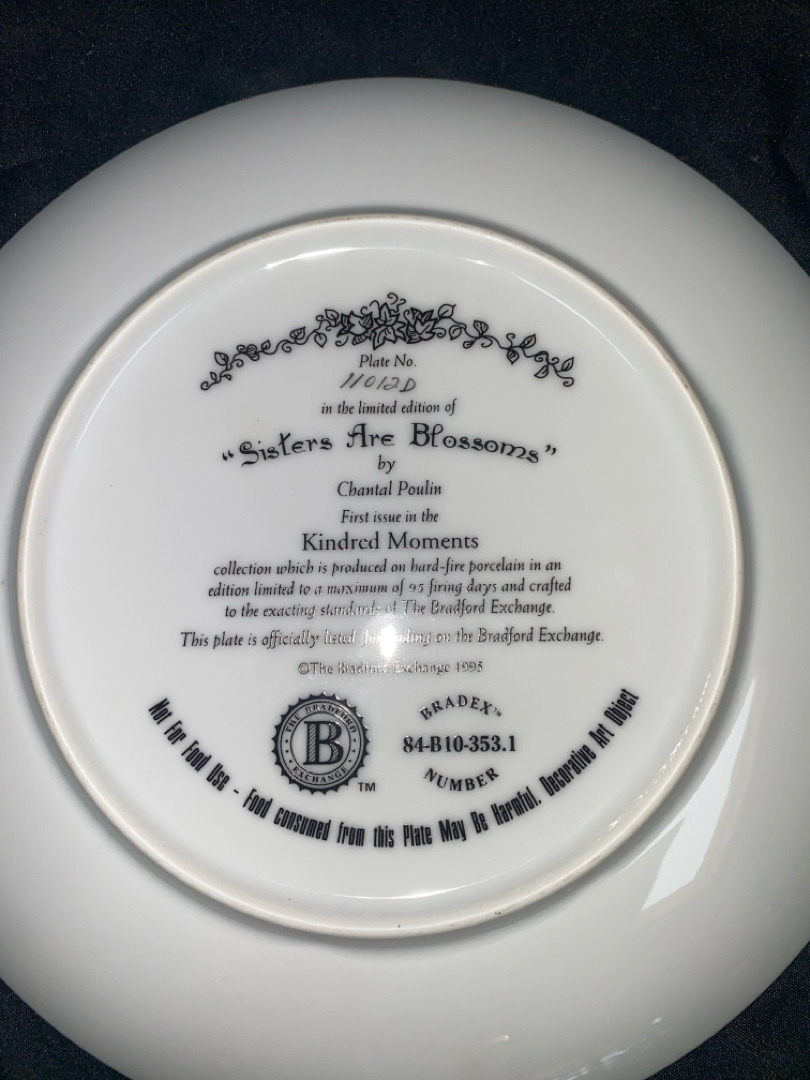 Plate No.
11012D
in the limited edition of
"Sisters Are Blossoms"
by
Chantal Poulin
First issue in the
Kindred Moments
collection which is produced on hard-fire porcelain in an
edition limited to a maximum of 95 firing days and crafted
to the exacting standards of The Bradford Exchange.
This plate is officially listed for trading on the Bradford Exchange.
©The Bradford Exchange 1995
THE BRADFORD
B
EXCHANGE
TM
BRADEX™
84-B10-353.1
NUMBER
Not For Food Use - Food consumed from this Plate May Be Harmful. Decorative Art Object